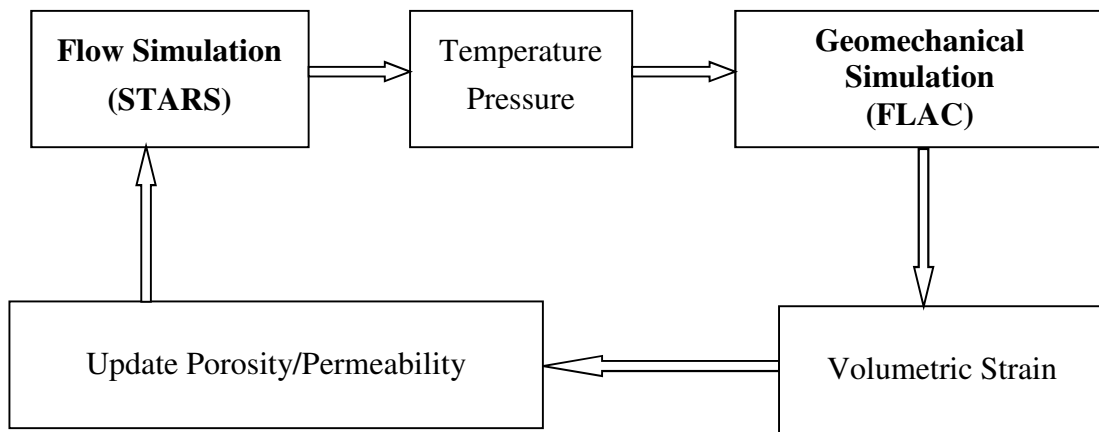 Flow Simulation
(STARS)
Temperature
Pressure
Geomechanical
Simulation
(FLAC)
Update Porosity/Permeability
Volumetric Strain